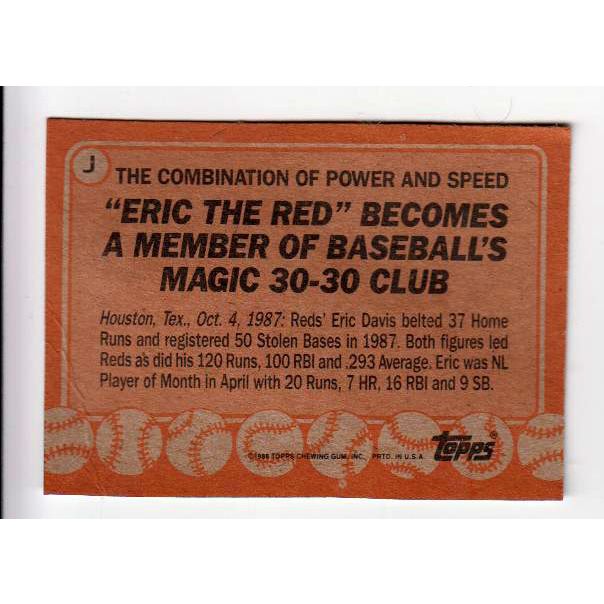 J
THE COMBINATION OF POWER AND SPEED
"ERIC THE RED" BECOMES
A MEMBER OF BASEBALL'S
MAGIC 30-30 CLUB
Houston, Tex., Oct. 4, 1987: Reds' Eric Davis belted 37 Home
Runs and registered 50 Stolen Bases in 1987. Both figures led
Reds as did his 120 Runs, 100 RBI and .293 Average. Eric was NL
Player of Month in April with 20 Runs, 7 HR, 16 RBI and 9 SB.
topps®
©1988 TOPPS CHEWING GUM, INC. PRTD. IN U.S.A.